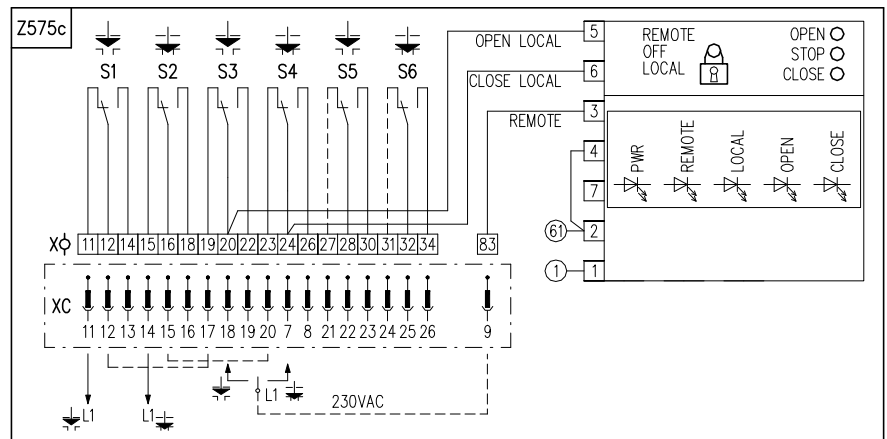 Z575c
S1 S2 S3 S4 S5 S6
OPEN LOCAL
CLOSE LOCAL
REMOTE
5
6
3
4
7
2
1
61
1
REMOTE
OFF
LOCAL
OPEN
STOP
CLOSE
PWR
REMOTE
LOCAL
OPEN
CLOSE
X 11 12 14 15 16 18 19 20 22 23 24 26 27 28 30 31 32 34 83
XC
11 12 13 14 15 16 17 18 19 20 7 8 21 22 23 24 25 26 9
L1 L1 L1
230VAC